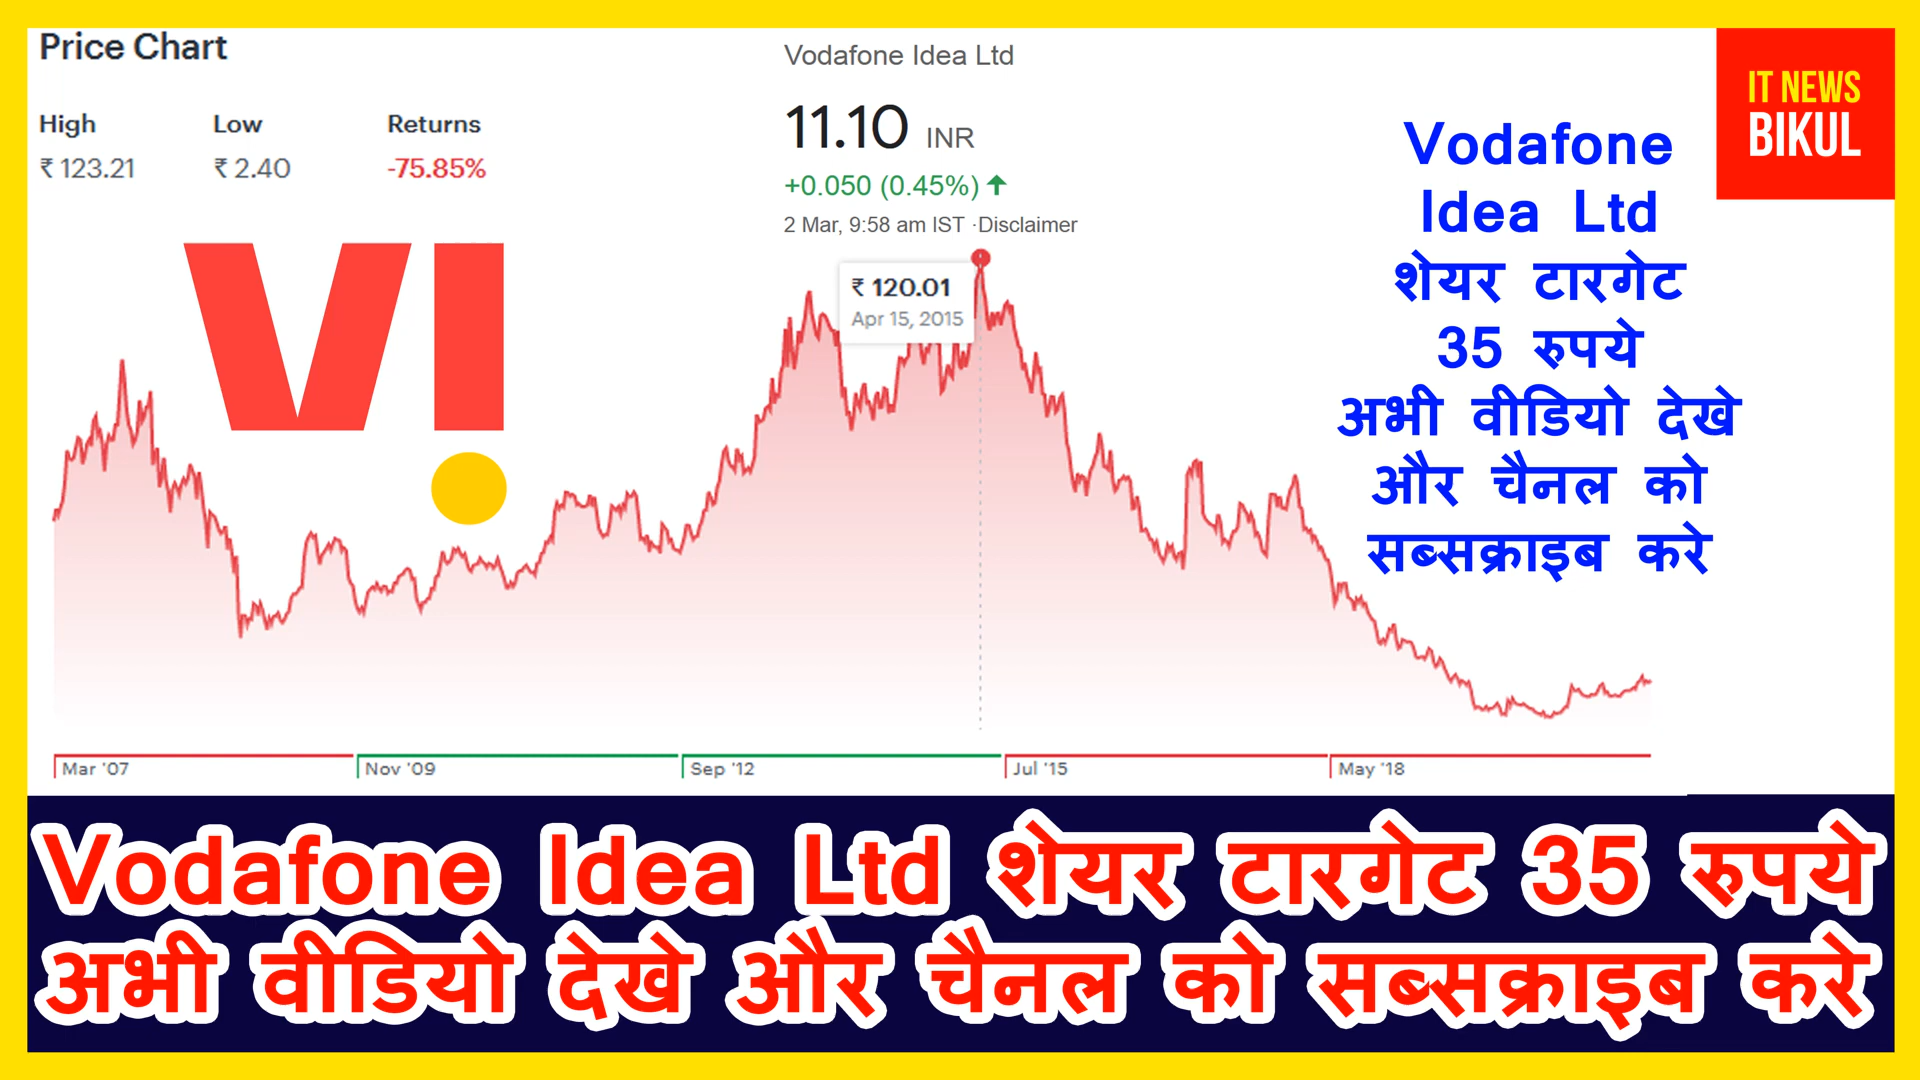 Price Chart
High Low Returns
₹ 123.21 ₹ 2.40 -75.85%
Vodafone Idea Ltd
11.10 INR
+0.050 (0.45%) ↑
2 Mar, 9:58 am IST ·Disclaimer
₹ 120.01
Apr 15, 2015
VI
IT NEWS
BIKUL
Vodafone
Idea Ltd
शेयर टारगेट
35 रुपये
अभी वीडियो देखे
और चैनल को
सब्सक्राइब करे
Mar '07 Nov '09 Sep '12 Jul '15 May '18
Vodafone Idea Ltd शेयर टारगेट 35 रुपये
अभी वीडियो देखे और चैनल को सब्सक्राइब करे